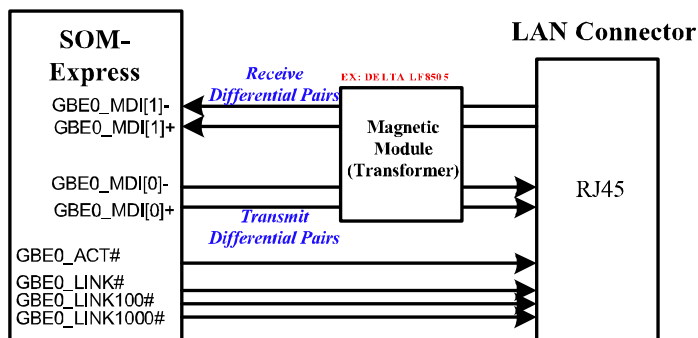 SOM-
Express
LAN Connector
Receive
Differential Pairs
EX: DELTA LF8505
GBE0_MDI[1]-
GBE0_MDI[1]+
Magnetic
Module
(Transformer)
GBE0_MDI[0]-
GBE0_MDI[0]+
RJ45
Transmit
Differential Pairs
GBE0_ACT#
GBE0_LINK#
GBE0_LINK100#
GBE0_LINK1000#